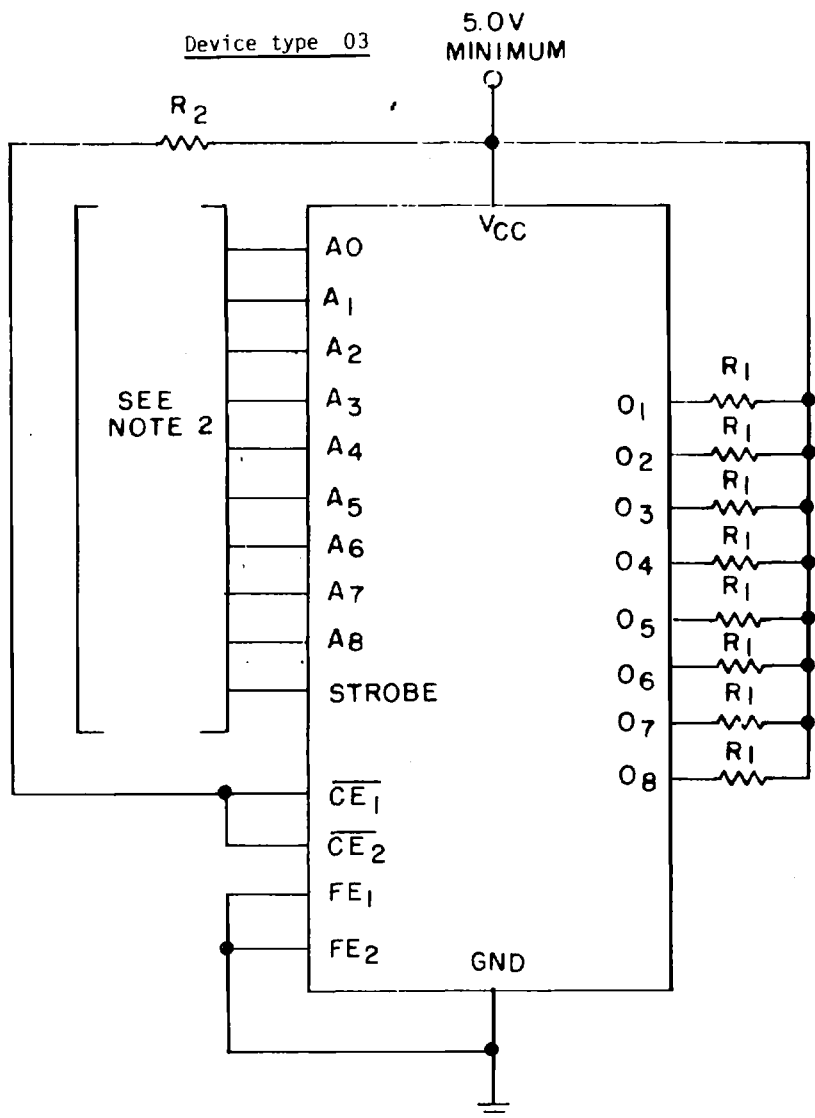 Device type 03
5.0V
MINIMUM
R2
VCC
A0
A1
A2
A3
A4
A5
A6
A7
A8
STROBE
SEE
NOTE 2
CE1
CE2
FE1
FE2
GND
O1
O2
O3
O4
O5
O6
O7
O8
R1
R1
R1
R1
R1
R1
R1
R1